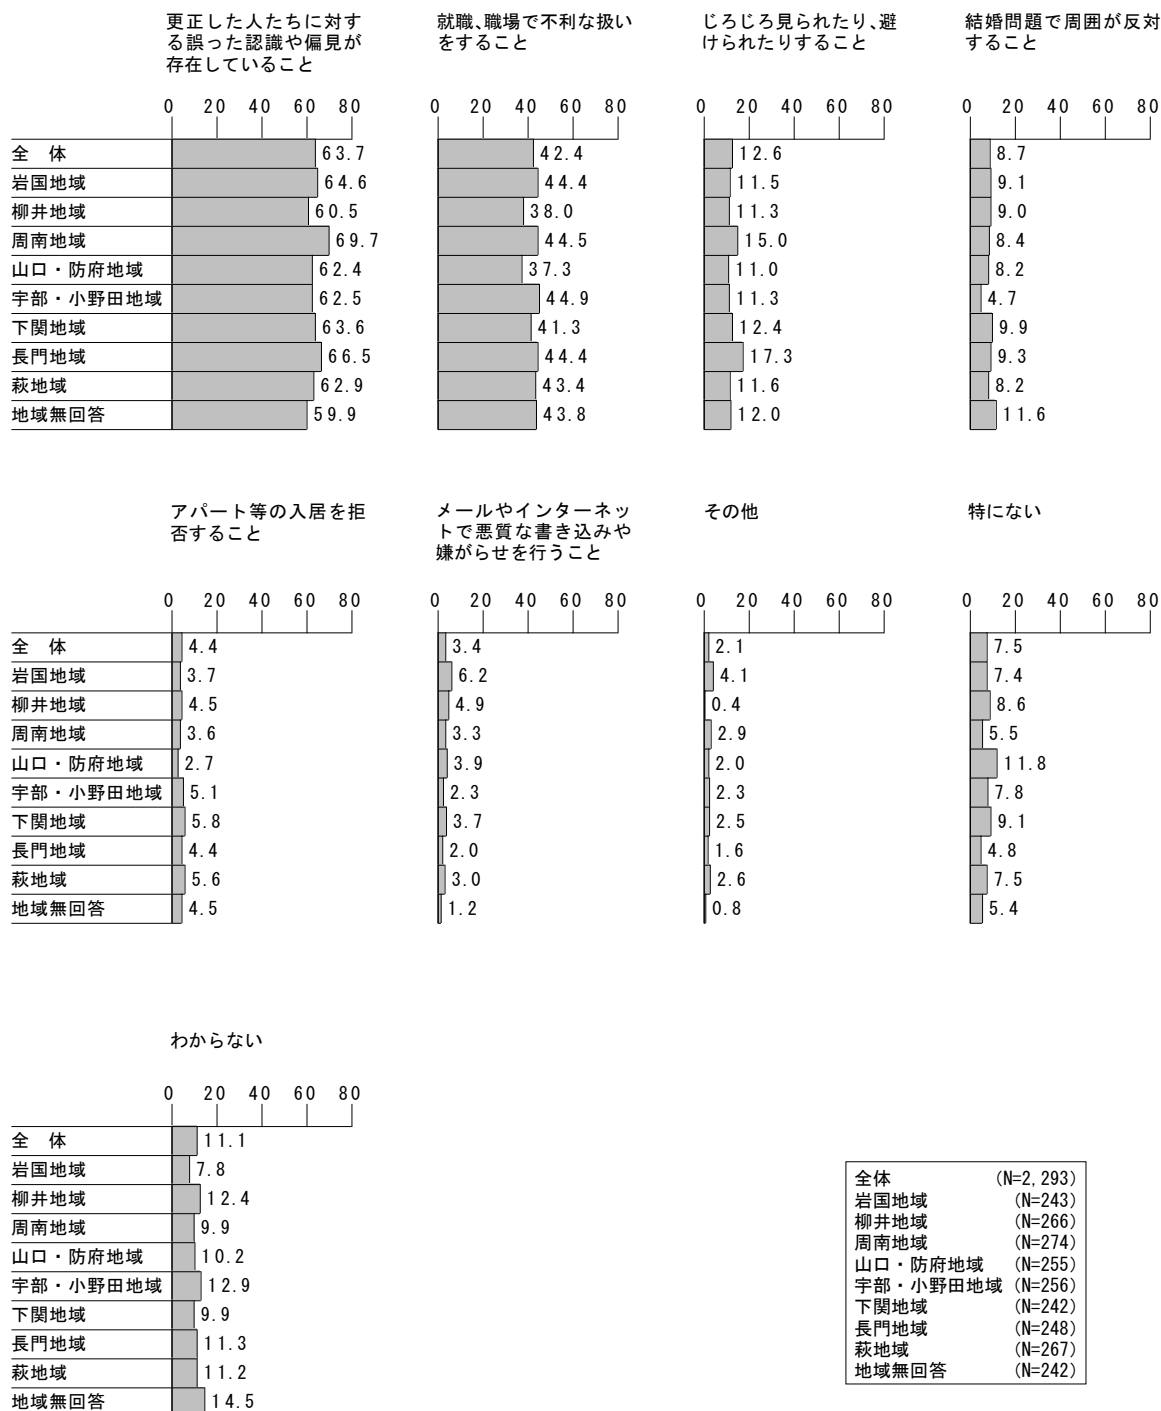 更正した人たちに対す
る誤った認識や偏見が
存在していること
就職、職場で不利な扱い
をすること
じろじろ見られたり、避
けられたりすること
結婚問題で周囲が反対
すること
0 20 40 60 80 0 20 40 60 80 0 20 40 60 80 0 20 40 60 80
全 体 63.7 42.4 12.6 8.7
岩国地域 64.6 44.4 11.5 9.1
柳井地域 60.5 38.0 11.3 9.0
周南地域 69.7 44.5 15.0 8.4
山口・防府地域 62.4 37.3 11.0 8.2
宇部・小野田地域 62.5 44.9 11.3 4.7
下関地域 63.6 41.3 12.4 9.9
長門地域 66.5 44.4 17.3 9.3
萩地域 62.9 43.4 11.6 8.2
地域無回答 59.9 43.8 12.0 11.6
アパート等の入居を拒
否すること
メールやインターネッ
トで悪質な書き込みや
嫌がらせを行うこと
その他
特にない
0 20 40 60 80 0 20 40 60 80 0 20 40 60 80 0 20 40 60 80
全 体 4.4 3.4 2.1 7.5
岩国地域 3.7 6.2 4.1 7.4
柳井地域 4.5 4.9 0.4 8.6
周南地域 3.6 3.3 2.9 5.5
山口・防府地域 2.7 3.9 2.0 11.8
宇部・小野田地域 5.1 2.3 2.3 7.8
下関地域 5.8 3.7 2.5 9.1
長門地域 4.4 2.0 1.6 4.8
萩地域 5.6 3.0 2.6 7.5
地域無回答 4.5 1.2 0.8 5.4
わからない
0 20 40 60 80
全 体 11.1
岩国地域 7.8
柳井地域 12.4
周南地域 9.9
山口・防府地域 10.2
宇部・小野田地域 12.9
下関地域 9.9
長門地域 11.3
萩地域 11.2
地域無回答 14.5
全体 (N=2,293)
岩国地域 (N=243)
柳井地域 (N=266)
周南地域 (N=274)
山口・防府地域 (N=255)
宇部・小野田地域 (N=256)
下関地域 (N=242)
長門地域 (N=248)
萩地域 (N=267)
地域無回答 (N=242)